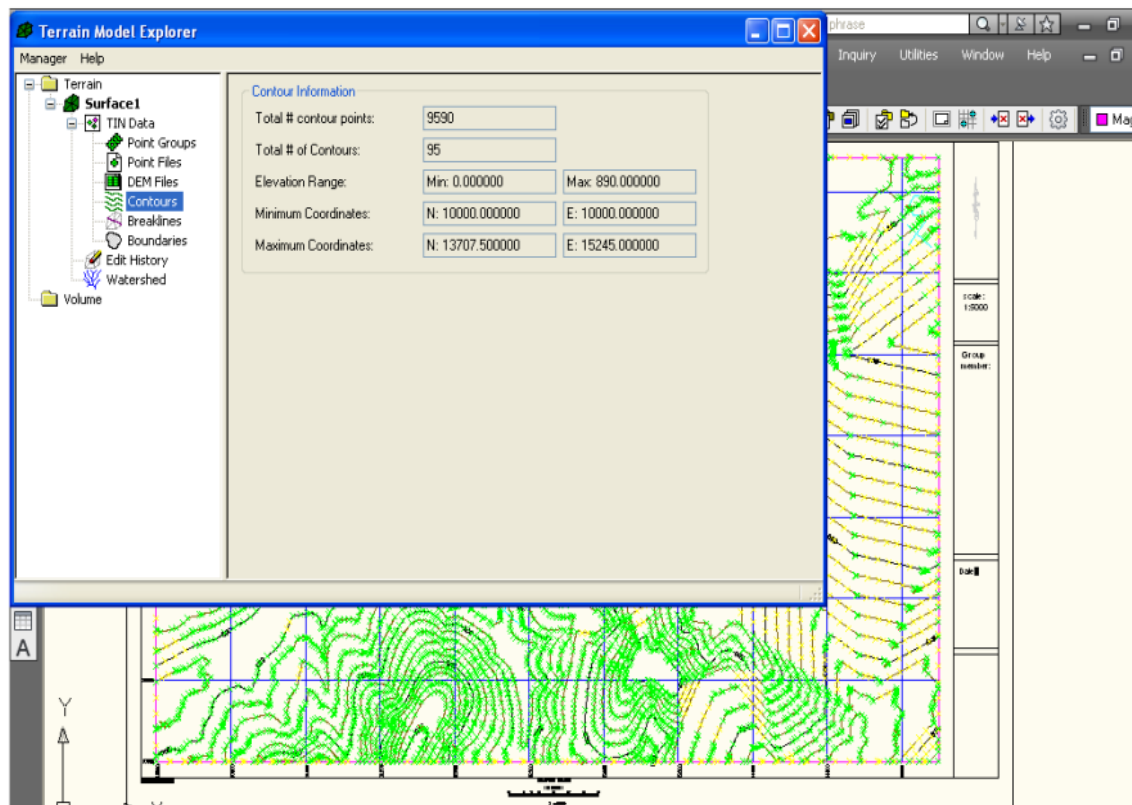 Terrain Model Explorer
phrase
Manager Help
Inquiry Utilities Window Help
Terrain
Surface1
TIN Data
Point Groups
Point Files
DEM Files
Contours
Breaklines
Boundaries
Edit History
Watershed
Volume
Contour Information
Total # contour points: 9590
Total # of Contours: 95
Elevation Range: Min: 0.000000 Max: 890.000000
Minimum Coordinates: N: 10000.000000 E: 10000.000000
Maximum Coordinates: N: 13707.500000 E: 15245.000000
Mag
scale:
1:5000
Group
member:
A
Y